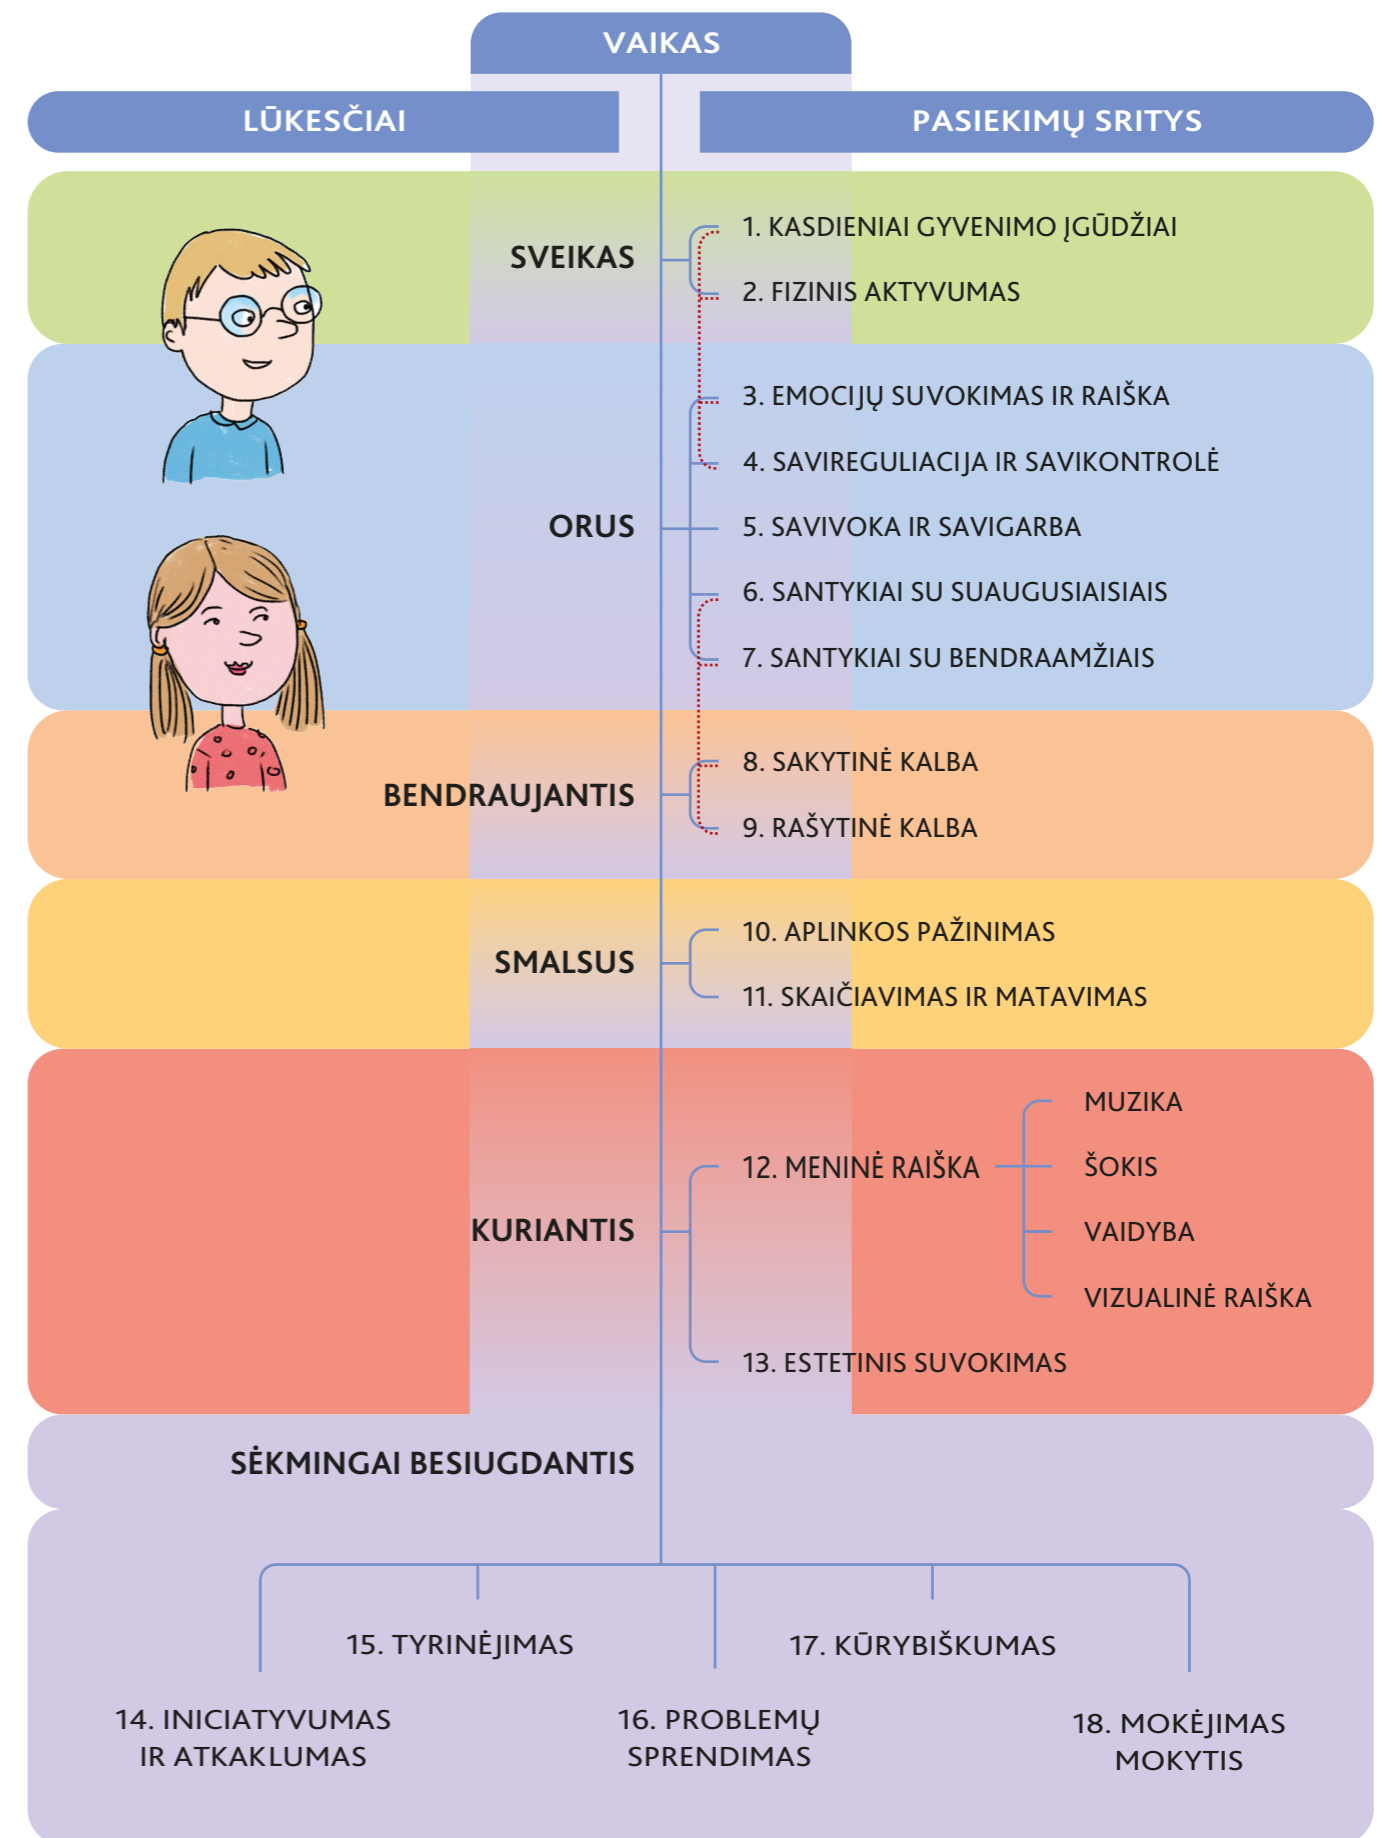 VAIKAS
LŪKESČIAI
PASIEKIMŲ SRITYS
SVEIKAS
1. KASDIENIAI GYVENIMO ĮGŪDŽIAI
2. FIZINIS AKTYVUMAS
ORUS
3. EMOCIJŲ SUVOKIMAS IR RAIŠKA
4. SAVIREGULIACIJA IR SAVIKONTROLĖ
5. SAVIVOKA IR SAVIGARBA
6. SANTYKIAI SU SUAUGUSIAISIAIS
7. SANTYKIAI SU BENDRAAMŽIAIS
BENDRAUJANTIS
8. SAKYTINĖ KALBA
9. RAŠYTINĖ KALBA
SMALSUS
10. APLINKOS PAŽINIMAS
11. SKAIČIAVIMAS IR MATAVIMAS
KURIANTIS
12. MENINĖ RAIŠKA
MUZIKA
ŠOKIS
VAIDYBA
VIZUALINĖ RAIŠKA
13. ESTETINIS SUVOKIMAS
SĖKMINGAI BESIUGDANTIS
14. INICIATYVUMAS
IR ATKAKLUMAS
15. TYRINĖJIMAS
16. PROBLEMŲ
SPRENDIMAS
17. KŪRYBIŠKUMAS
18. MOKĖJIMAS
MOKYTIS